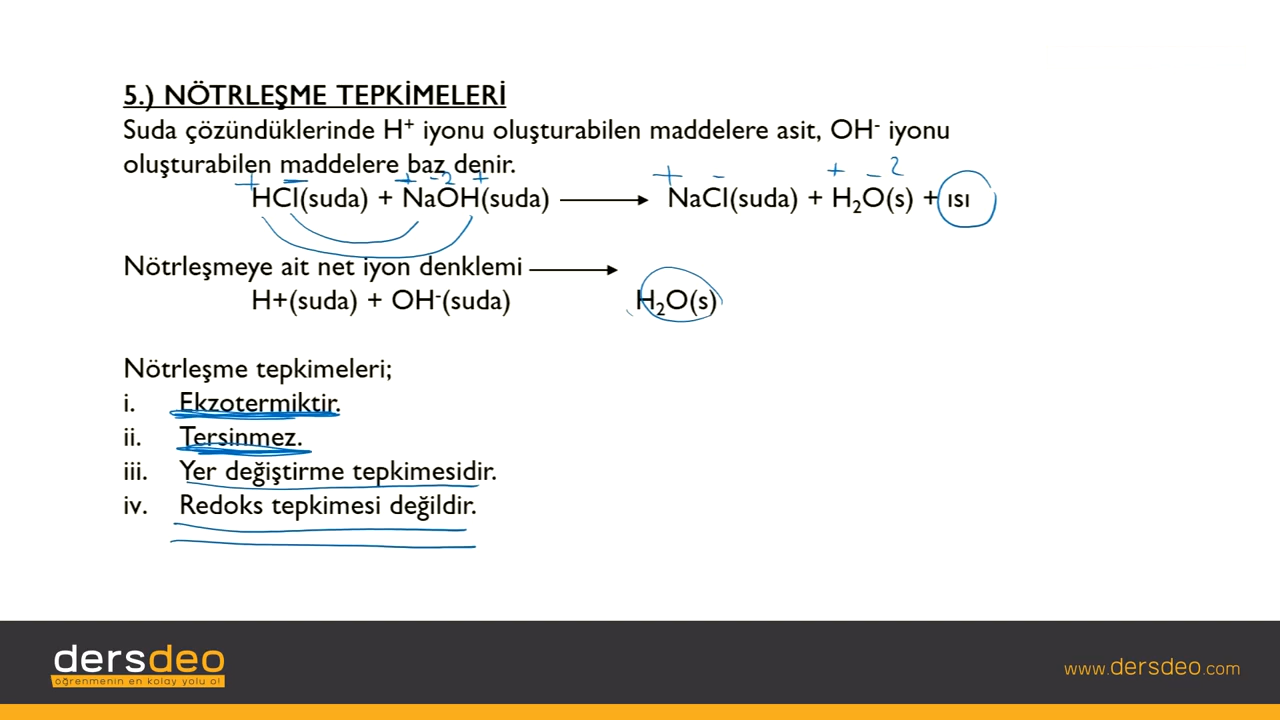 5.) NÖTRLEŞME TEPKİMELERİ
Suda çözündüklerinde H⁺ iyonu oluşturabilen maddelere asit, OH⁻ iyonu
oluşturabilen maddelere baz denir.
+ − + -2 + + - + -2
HCl(suda) + NaOH(suda) ⟶ NaCl(suda) + H₂O(s) + ısı
Nötrleşmeye ait net iyon denklemi ⟶
H+(suda) + OH⁻(suda) H₂O(s)
Nötrleşme tepkimeleri;
i. Ekzotermiktir.
ii. Tersinmez.
iii. Yer değiştirme tepkimesidir.
iv. Redoks tepkimesi değildir.
dersdeo
öğrenmenin en kolay yolu o!
www.dersdeo.com